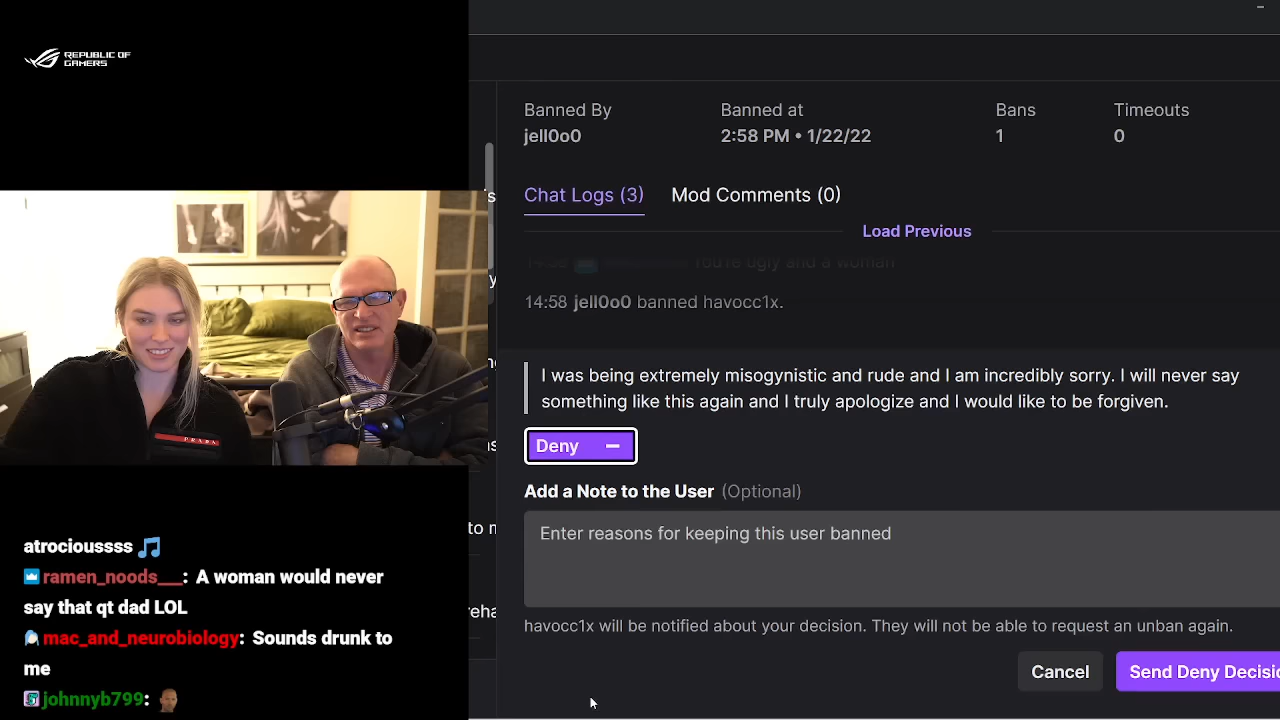 REPUBLIC OF
GAMERS
Banned By
jell0o0
Banned at
2:58 PM • 1/22/22
Bans
1
Timeouts
0
Chat Logs (3)
Mod Comments (0)
Load Previous
You're ugly and a woman
14:58 jell0o0 banned havocc1x.
I was being extremely misogynistic and rude and I am incredibly sorry. I will never say
something like this again and I truly apologize and I would like to be forgiven.
Deny
Add a Note to the User (Optional)
Enter reasons for keeping this user banned
havocc1x will be notified about your decision. They will not be able to request an unban again.
Cancel
Send Deny Decisio
PRADA
atrociousssss
ramen_noods___: A woman would never
say that qt dad LOL
mac_and_neurobiology: Sounds drunk to
me
johnnyb799:
to m
reha